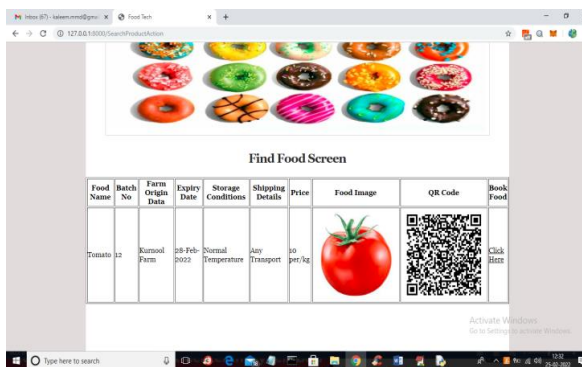 Inbox (67) - kaleen.mmd@gmai
Food Tech
127.0.0.1:8000/SearchProductAction
Find Food Screen
Food Name Batch No Farm Origin Data Expiry Date Storage Conditions Shipping Details Price Food Image QR Code Book Food
Tomato 12 Kurnool Farm 28-Feb-2022 Normal Temperature Any Transport 10 per/kg Click Here
Activate Windows
Go to Settings to activate Windows.
Type here to search
12:32
25-02-2022